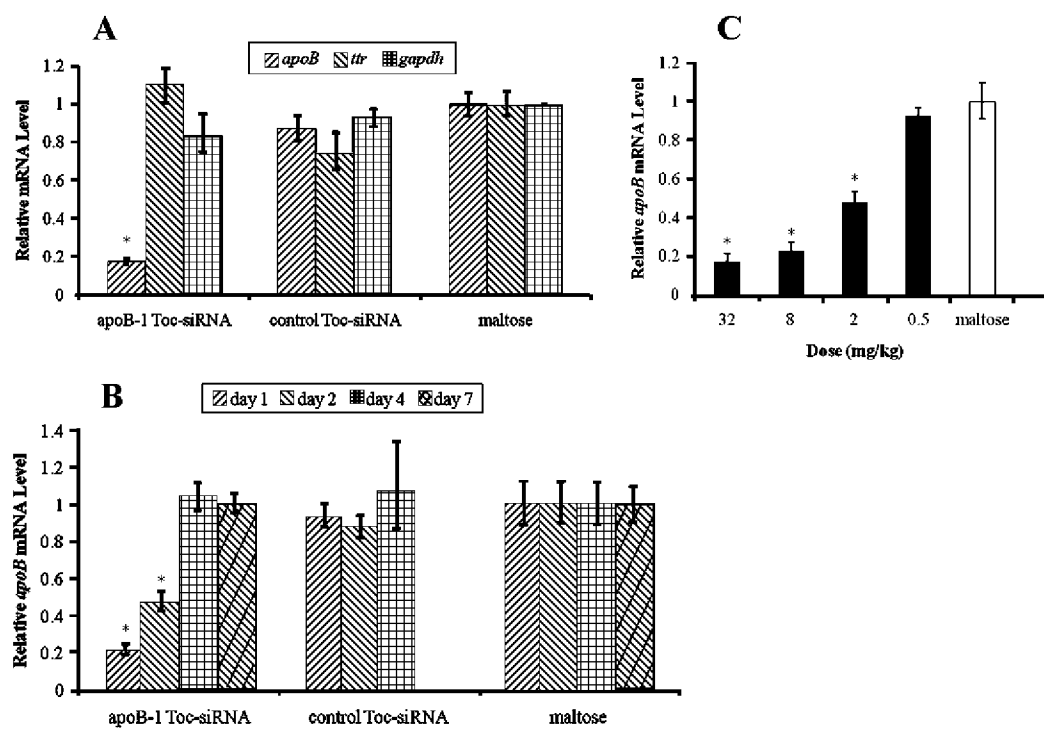 A
apoB ttr gapdh
Relative mRNA Level
1.2
1
0.8
0.6
0.4
0.2
0
*
apoB-1 Toc-siRNA control Toc-siRNA maltose
C
Relative apoB mRNA Level
1.2
1
0.8
0.6
0.4
0.2
0
* * *
32 8 2 0.5 maltose
Dose (mg/kg)
B
day 1 day 2 day 4 day 7
Relative apoB mRNA Level
1.4
1.2
1
0.8
0.6
0.4
0.2
0
* *
apoB-1 Toc-siRNA control Toc-siRNA maltose